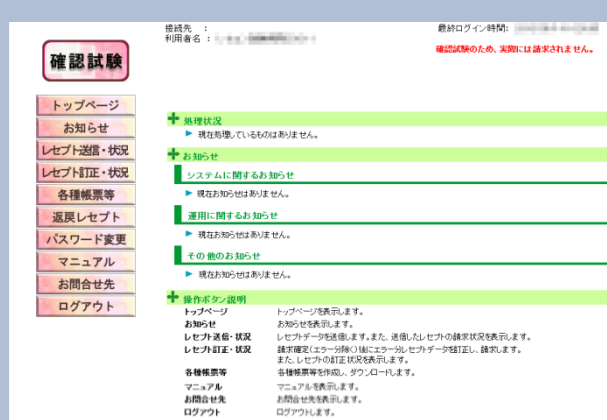 接続先 :
最終ログイン時間:
利用者名 :
確認試験のため、実際には請求されません。
確認試験
トップページ
お知らせ
レセプト送信・状況
レセプト訂正・状況
各種帳票等
返戻レセプト
パスワード変更
マニュアル
お問合せ先
ログアウト
処理状況
現在処理しているものはありません。
お知らせ
システムに関するお知らせ
現在お知らせはありません。
運用に関するお知らせ
現在お知らせはありません。
その他のお知らせ
現在お知らせはありません。
操作ボタン説明
トップページ トップページを表示します。
お知らせ お知らせを表示します。
レセプト送信・状況 レセプトデータを送信します。また、送信したレセプトの請求状況を表示します。
レセプト訂正・状況 請求確定(エラー分除く)後にエラー分レセプトデータを訂正し、請求します。
また、レセプトの訂正状況を表示します。
各種帳票等 各種帳票等を作成し、ダウンロードします。
マニュアル マニュアルを表示します。
お問合せ先 お問合せ先を表示します。
ログアウト ログアウトします。